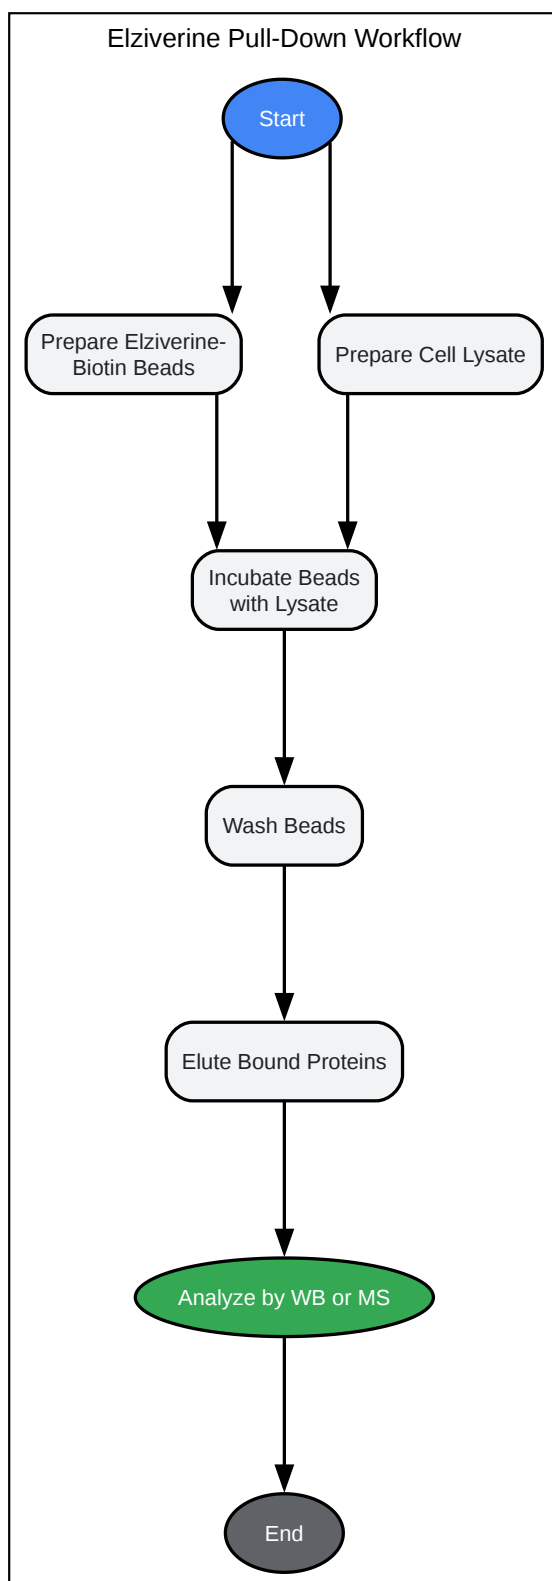 Elziverine Pull-Down Workflow
Start
Prepare Elziverine-
Biotin Beads
Prepare Cell Lysate
Incubate Beads
with Lysate
Wash Beads
Elute Bound Proteins
Analyze by WB or MS
End